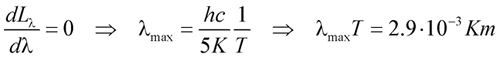 dL_λ/dλ = 0 ⇒ λ_max = hc/5K 1/T ⇒ λ_max T = 2.9·10⁻³ Km